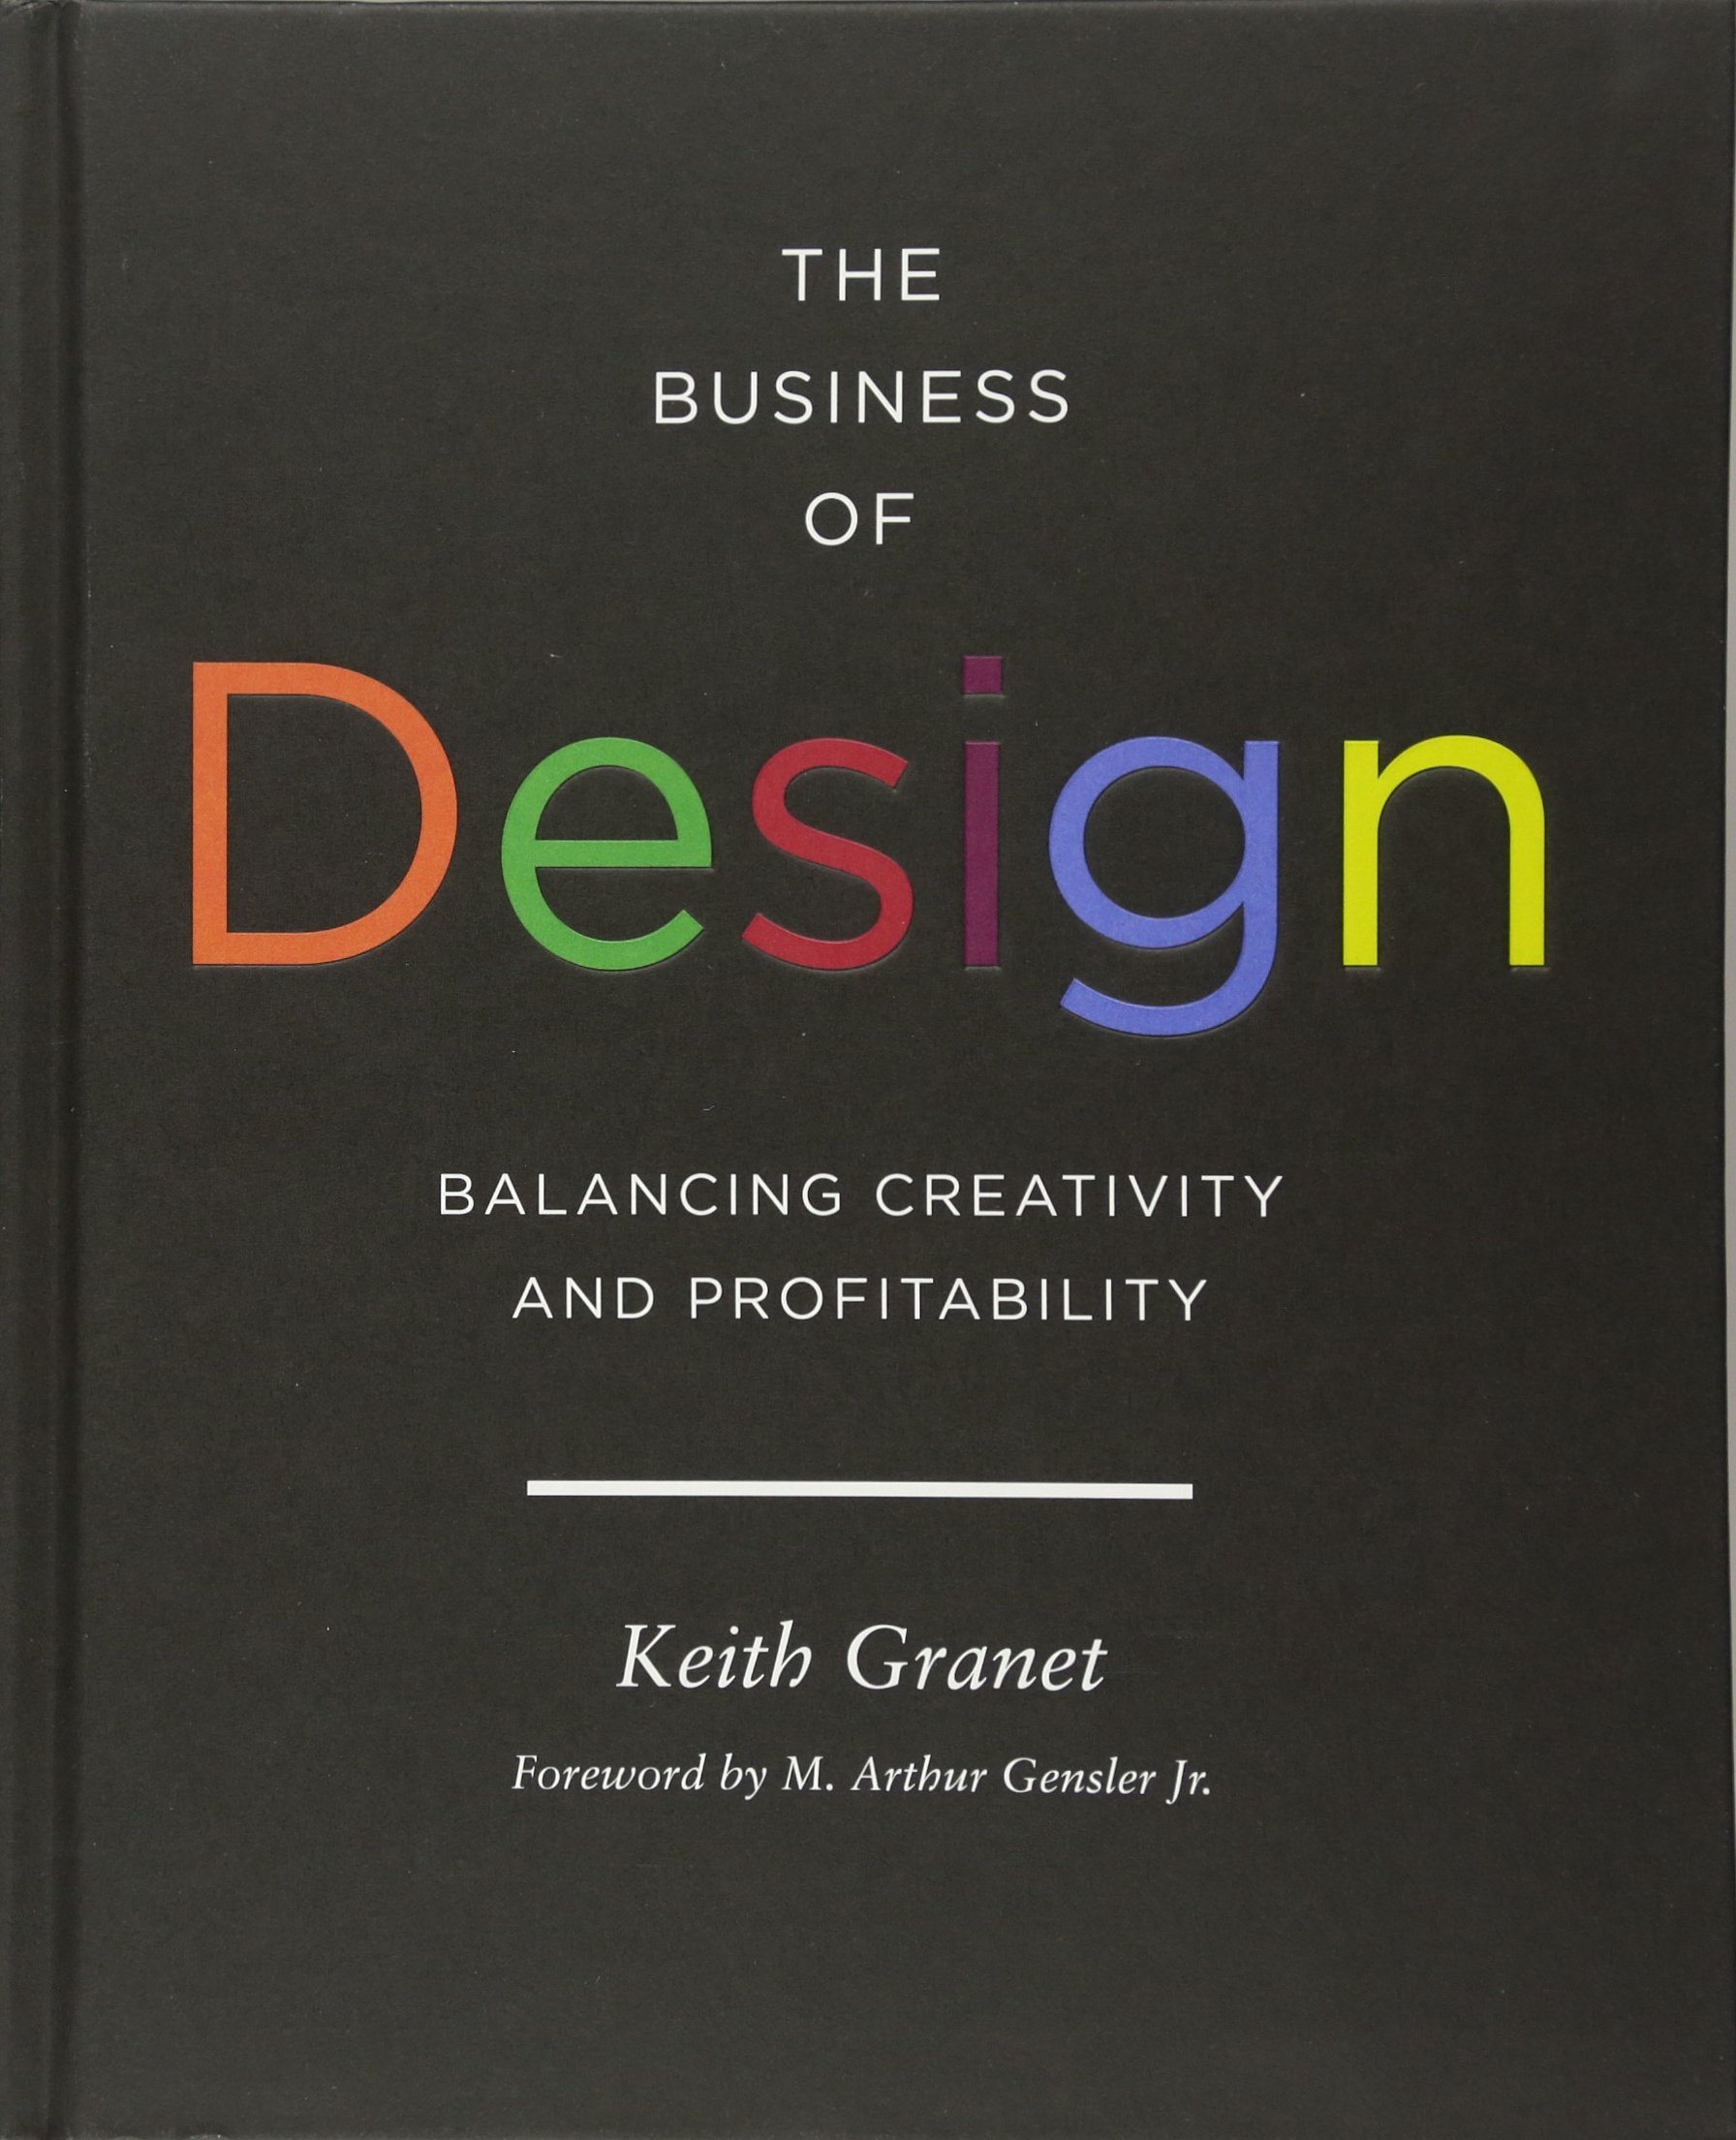 THE
BUSINESS
OF
Design
BALANCING CREATIVITY
AND PROFITABILITY
Keith Granet
Foreword by M. Arthur Gensler Jr.